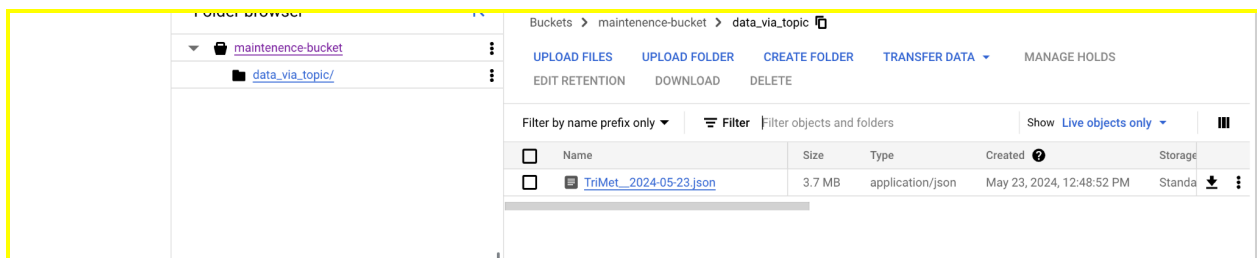 Folder browser
maintenence-bucket
data_via_topic/
Buckets > maintenence-bucket > data_via_topic
UPLOAD FILES UPLOAD FOLDER CREATE FOLDER TRANSFER DATA MANAGE HOLDS
EDIT RETENTION DOWNLOAD DELETE
Filter by name prefix only Filter Filter objects and folders Show Live objects only
Name Size Type Created Storage
TriMet__2024-05-23.json 3.7 MB application/json May 23, 2024, 12:48:52 PM Standa